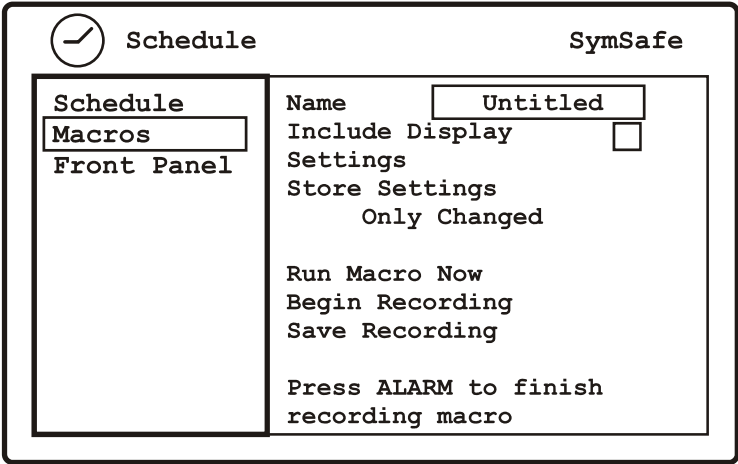 Schedule SymSafe
Schedule
Macros
Front Panel
Name Untitled
Include Display
Settings
Store Settings
Only Changed
Run Macro Now
Begin Recording
Save Recording
Press ALARM to finish
recording macro